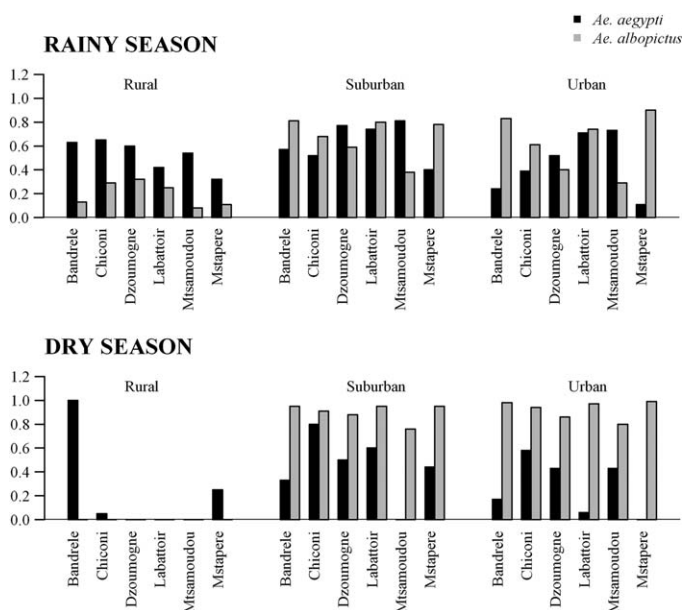 Ae. aegypti
Ae. albopictus
RAINY SEASON
Rural
Suburban
Urban
1.2
1.0
0.8
0.6
0.4
0.2
0.0
Bandrele
Chiconi
Dzoumogne
Labattoir
Mtsamoudou
Mstapere
Bandrele
Chiconi
Dzoumogne
Labattoir
Mtsamoudou
Mstapere
Bandrele
Chiconi
Dzoumogne
Labattoir
Mtsamoudou
Mstapere
DRY SEASON
Rural
Suburban
Urban
1.2
1.0
0.8
0.6
0.4
0.2
0.0
Bandrele
Chiconi
Dzoumogne
Labattoir
Mtsamoudou
Mstapere
Bandrele
Chiconi
Dzoumogne
Labattoir
Mtsamoudou
Mstapere
Bandrele
Chiconi
Dzoumogne
Labattoir
Mtsamoudou
Mstapere